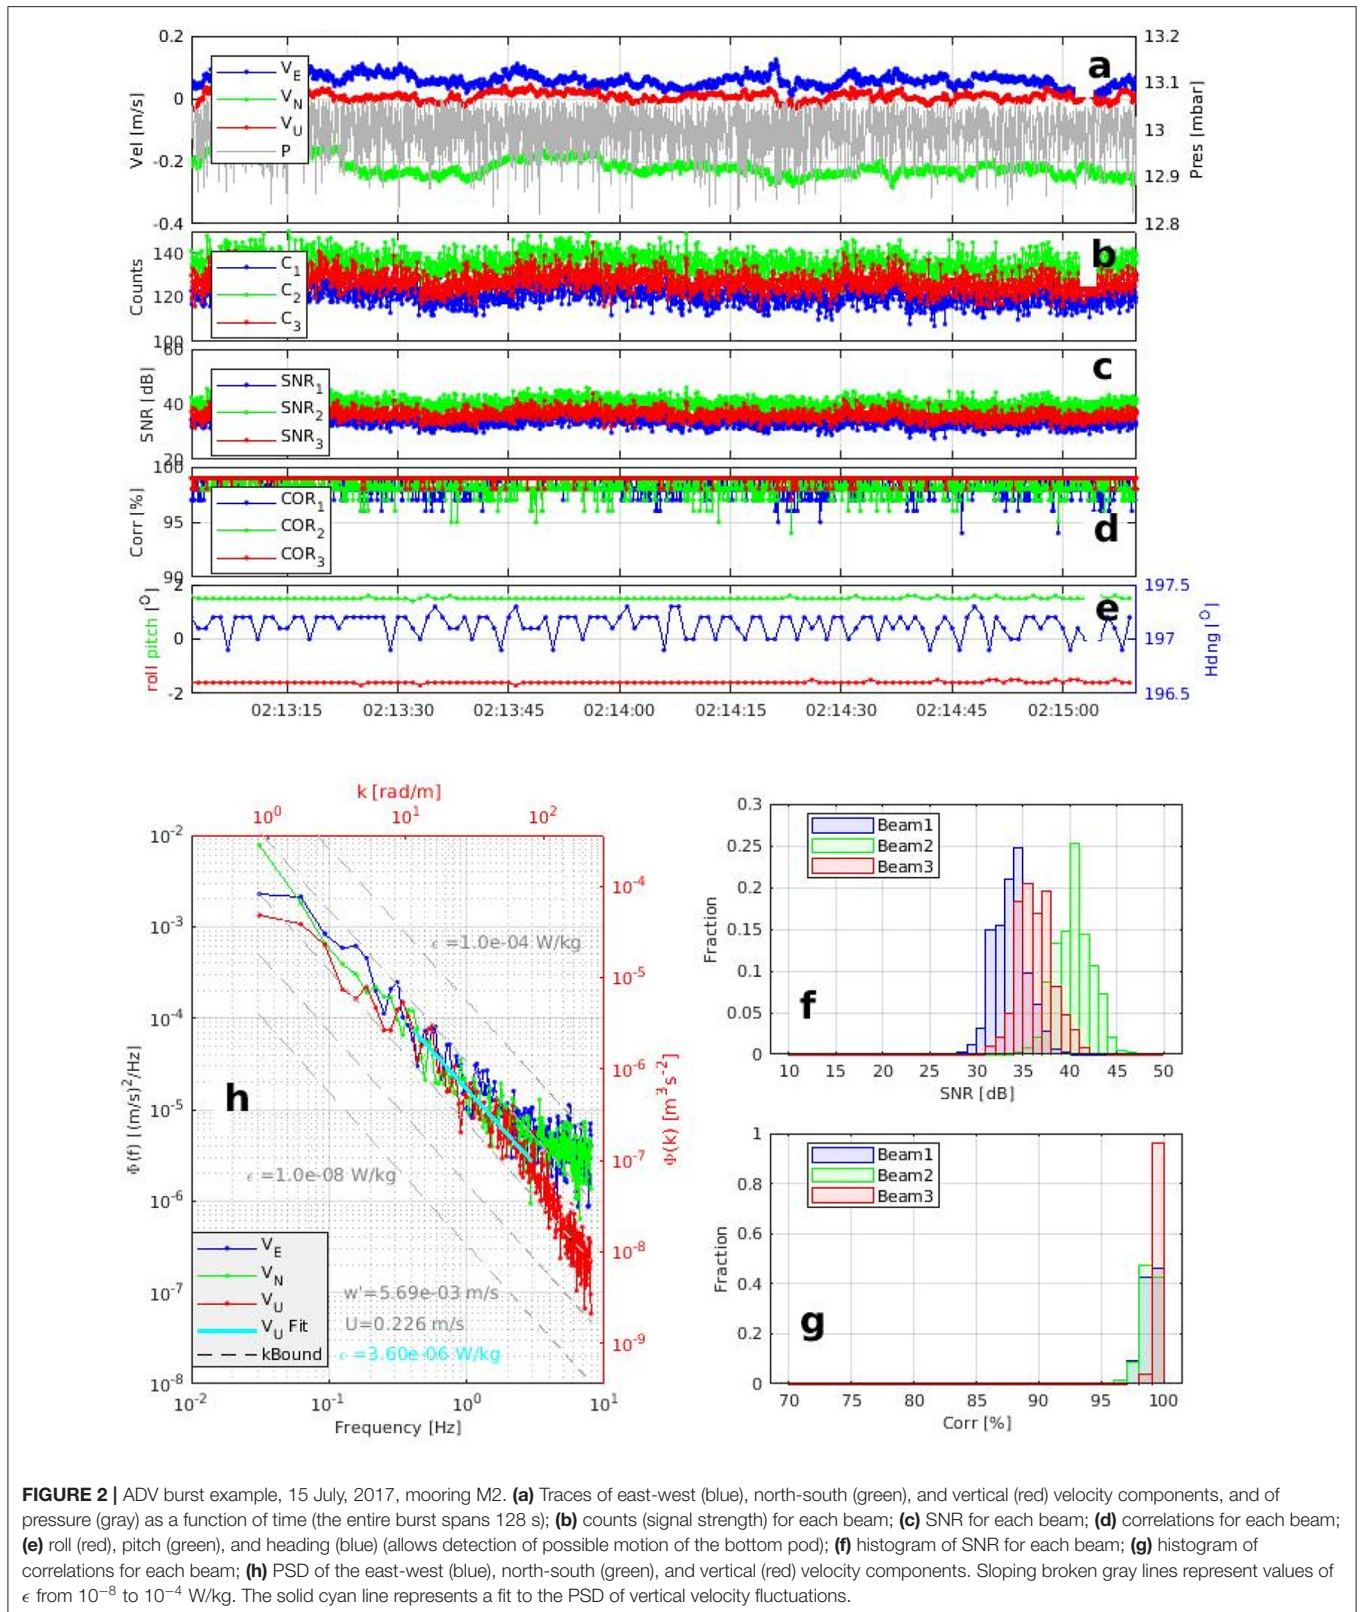 0.2
0
-0.2
-0.4
Vel [m/s]
V_E
V_N
V_U
P
a
13.2
13.1
13
12.9
12.8
Pres [mbar]
140
120
100
Counts
C_1
C_2
C_3
b
60
40
20
SNR [dB]
SNR_1
SNR_2
SNR_3
c
100
95
90
Corr [%]
COR_1
COR_2
COR_3
d
2
0
-2
roll pitch [°]
e
197.5
197
196.5
Hdng [°]
02:13:15 02:13:30 02:13:45 02:14:00 02:14:15 02:14:30 02:14:45 02:15:00
k [rad/m]
10^0 10^1 10^2
10^-2
10^-3
10^-4
10^-5
10^-6
10^-7
10^-8
Φ(f) [(m/s)^2/Hz]
ϵ =1.0e-04 W/kg
h
ϵ =1.0e-08 W/kg
V_E
V_N
V_U
V_U Fit
kBound
w'=5.69e-03 m/s
U=0.226 m/s
ϵ =3.60e-06 W/kg
10^-4
10^-5
10^-6
10^-7
10^-8
10^-9
Φ(k) [m^3s^-2]
10^-2 10^-1 10^0 10^1
Frequency [Hz]
0.3
0.25
0.2
0.15
0.1
0.05
0
Fraction
Beam1
Beam2
Beam3
f
10 15 20 25 30 35 40 45 50
SNR [dB]
1
0.8
0.6
0.4
0.2
0
Fraction
Beam1
Beam2
Beam3
g
70 75 80 85 90 95 100
Corr [%]
FIGURE 2 | ADV burst example, 15 July, 2017, mooring M2. (a) Traces of east-west (blue), north-south (green), and vertical (red) velocity components, and of
pressure (gray) as a function of time (the entire burst spans 128 s); (b) counts (signal strength) for each beam; (c) SNR for each beam; (d) correlations for each beam;
(e) roll (red), pitch (green), and heading (blue) (allows detection of possible motion of the bottom pod); (f) histogram of SNR for each beam; (g) histogram of
correlations for each beam; (h) PSD of the east-west (blue), north-south (green), and vertical (red) velocity components. Sloping broken gray lines represent values of
ϵ from 10^−8 to 10^−4 W/kg. The solid cyan line represents a fit to the PSD of vertical velocity fluctuations.